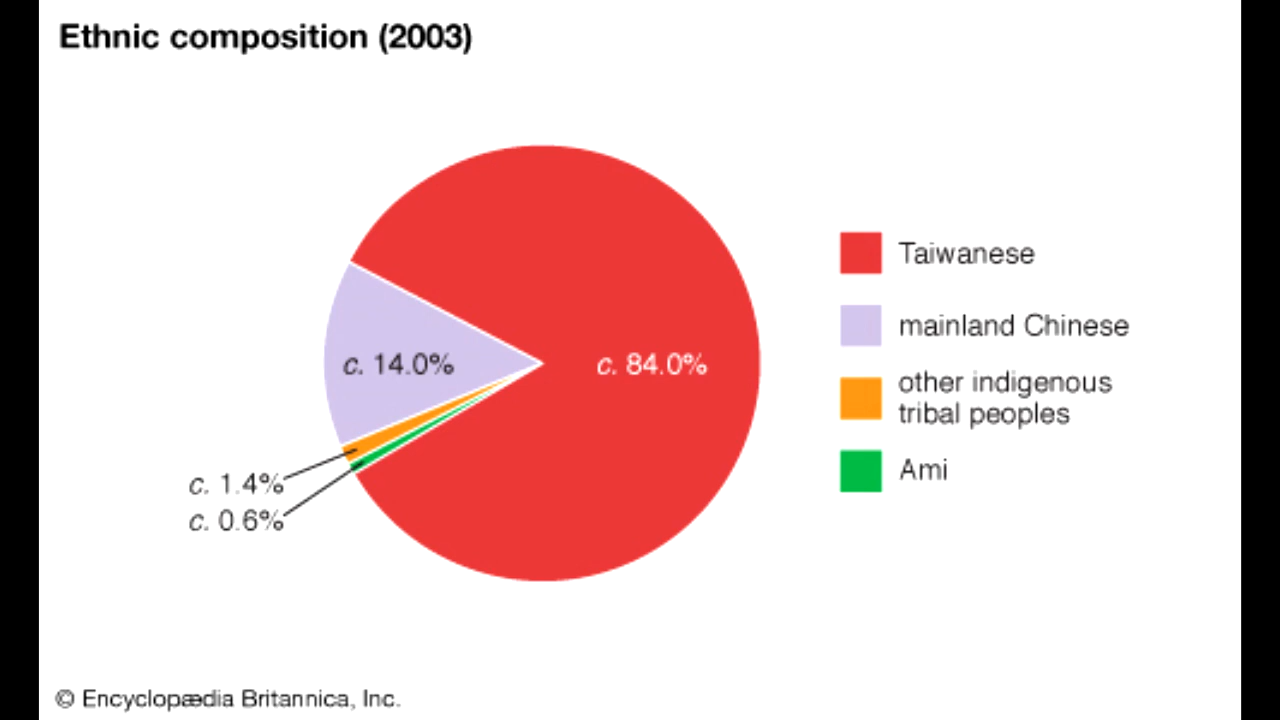 Ethnic composition (2003)
c. 14.0%
c. 84.0%
c. 1.4%
c. 0.6%
Taiwanese
mainland Chinese
other indigenous
tribal peoples
Ami
© Encyclopædia Britannica, Inc.